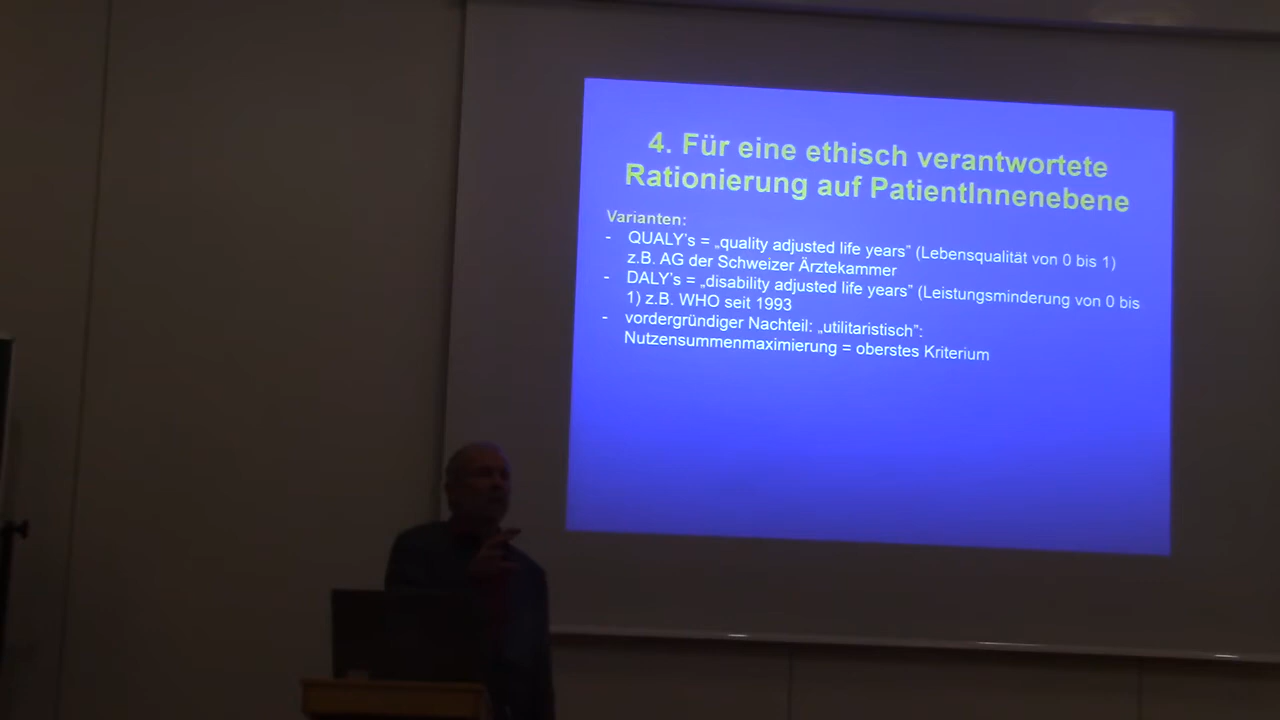 4. Für eine ethisch verantwortete
Rationierung auf PatientInnenebene
Varianten:
- QUALY's = „quality adjusted life years" (Lebensqualität von 0 bis 1)
z.B. AG der Schweizer Ärztekammer
- DALY's = „disability adjusted life years" (Leistungsminderung von 0 bis
1) z.B. WHO seit 1993
- vordergründiger Nachteil: „utilitaristisch":
Nutzensummenmaximierung = oberstes Kriterium